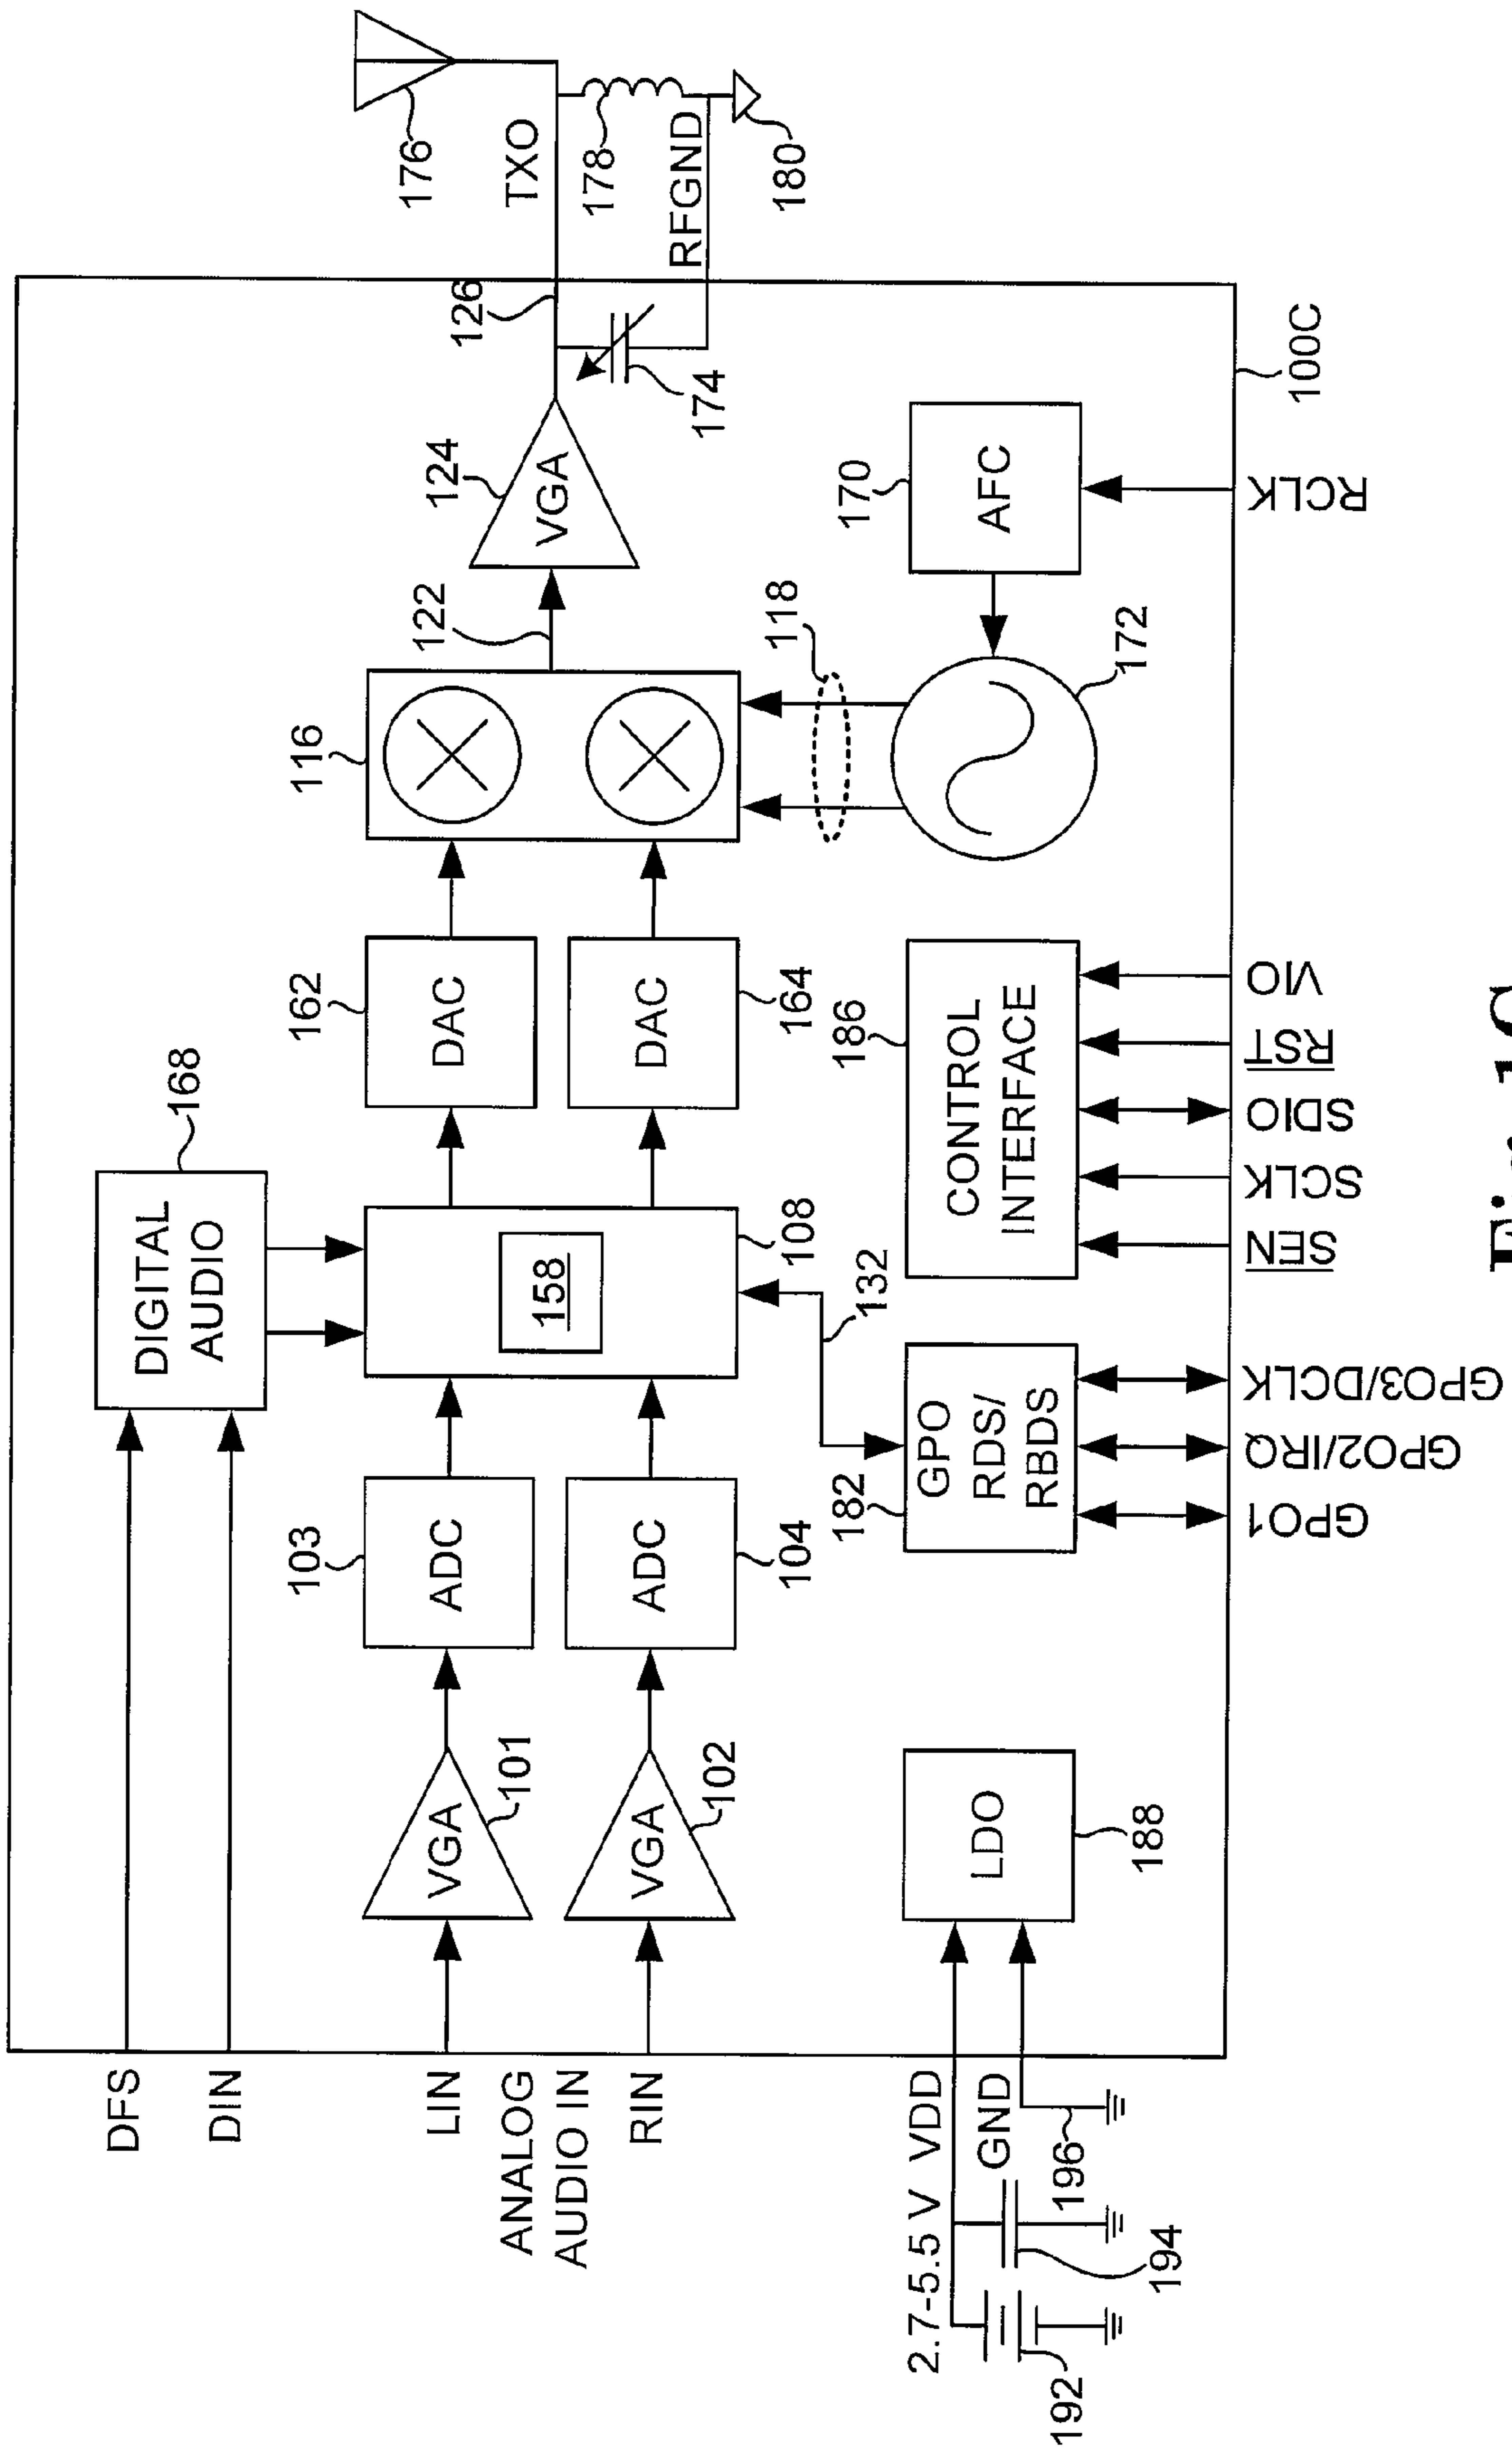 DFS
DIN
LIN
ANALOG
AUDIO IN
RIN
2.7-5.5 V VDD
GND
192
194
196
DIGITAL
AUDIO
168
VGA
101
VGA
102
ADC
103
ADC
104
158
108
DAC
162
DAC
164
116
118
122
VGA
124
126
174
TXO
176
178
RFGND
180
LDO
188
GPO
RDS/
RBDS
182
132
CONTROL
INTERFACE
186
172
AFC
170
100C
GPO1
GPO2/IRQ
GPO3/DCLK
SEN
SCLK
SDIO
RST
VIO
RCLK